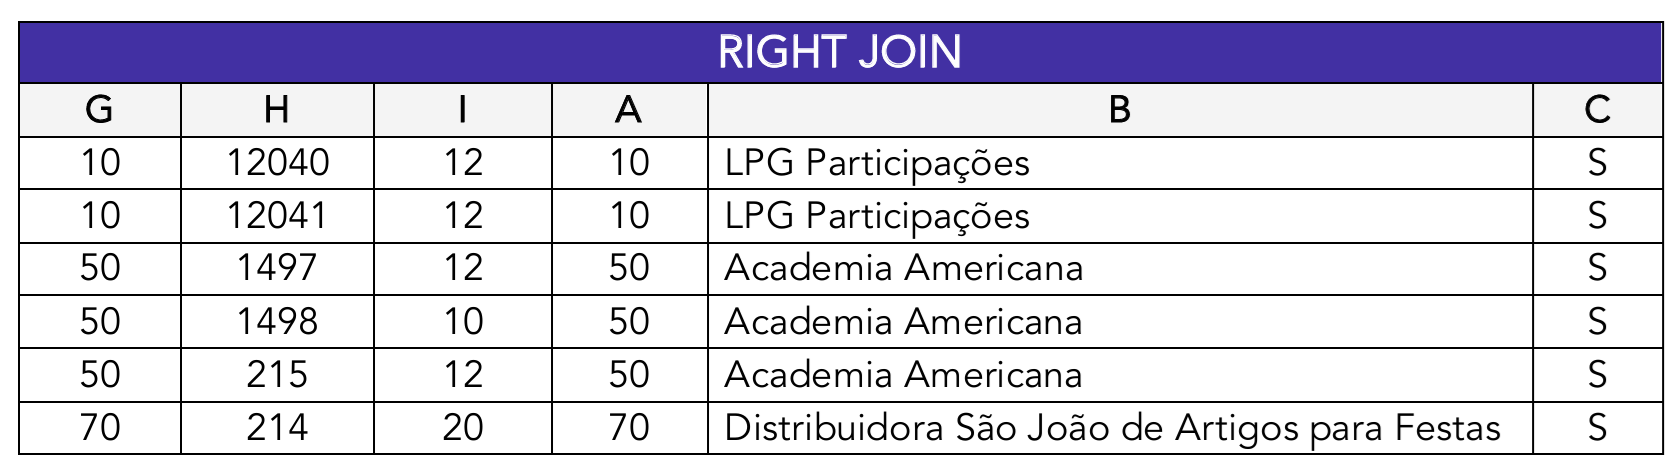 RIGHT JOIN
G H I A B C
10 12040 12 10 LPG Participações S
10 12041 12 10 LPG Participações S
50 1497 12 50 Academia Americana S
50 1498 10 50 Academia Americana S
50 215 12 50 Academia Americana S
70 214 20 70 Distribuidora São João de Artigos para Festas S